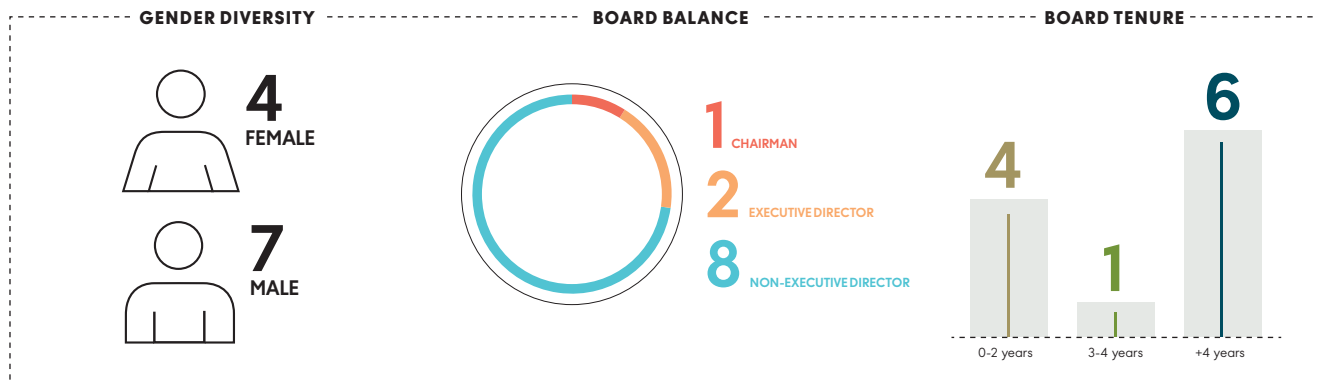 GENDER DIVERSITY
4
FEMALE
7
MALE
BOARD BALANCE
1 CHAIRMAN
2 EXECUTIVE DIRECTOR
8 NON-EXECUTIVE DIRECTOR
BOARD TENURE
4
1
6
0-2 years
3-4 years
+4 years